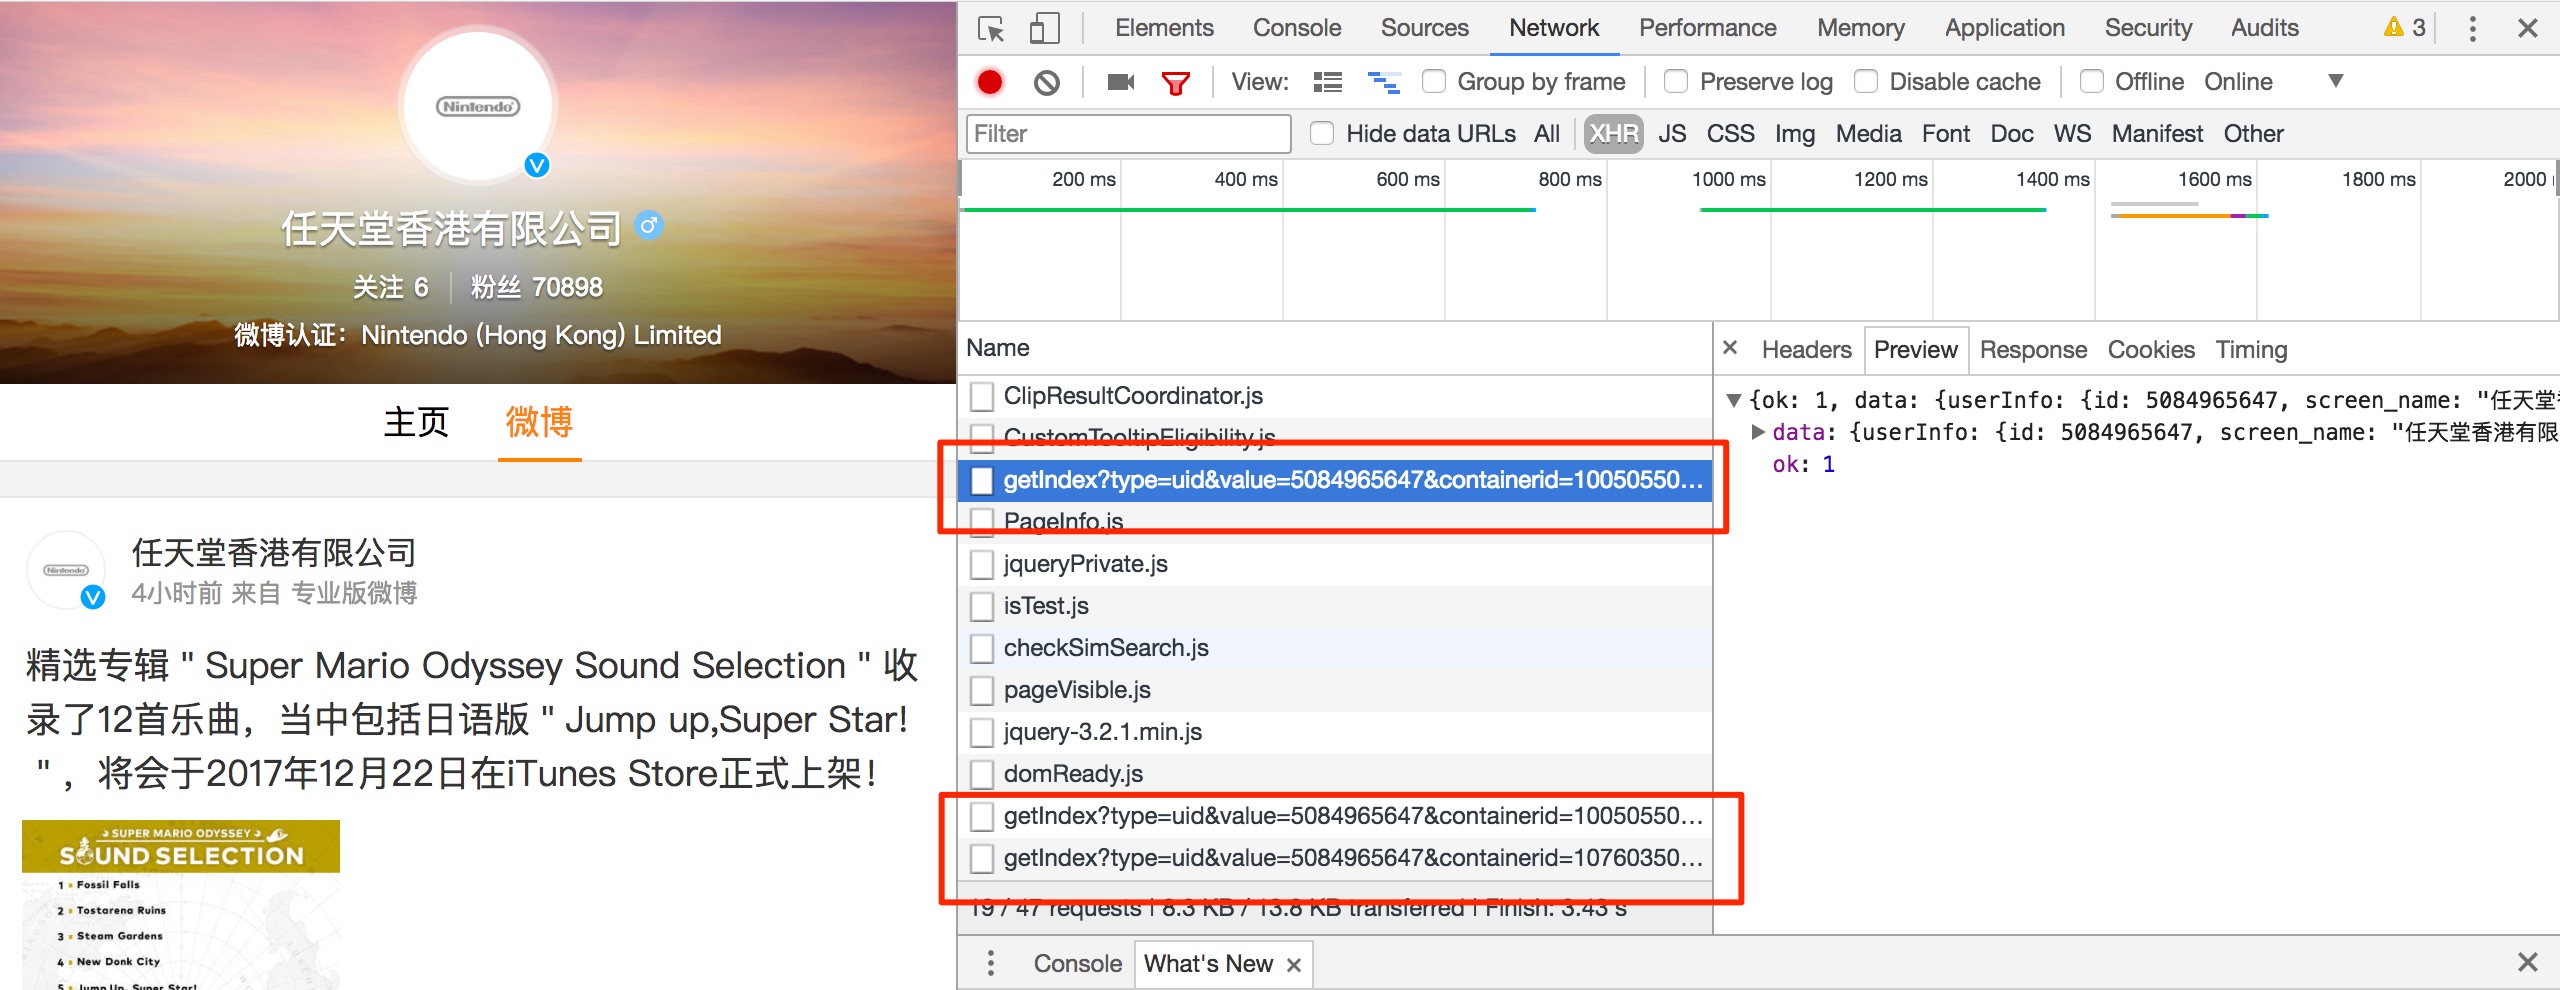 Nintendo
任天堂香港有限公司
关注 6 粉丝 70898
微博认证：Nintendo (Hong Kong) Limited
主页 微博
Nintendo
任天堂香港有限公司
4小时前 来自 专业版微博
精选专辑 " Super Mario Odyssey Sound Selection " 收
录了12首乐曲，当中包括日语版 " Jump up,Super Star!
" ，将会于2017年12月22日在iTunes Store正式上架！
SUPER MARIO ODYSSEY
SOUND SELECTION
1 Fossil Falls
2 Tostarena Ruins
3 Steam Gardens
4 New Donk City
5 Jump Up, Super Star!
Elements Console Sources Network Performance Memory Application Security Audits 3
View: Group by frame Preserve log Disable cache Offline Online
Filter Hide data URLs All XHR JS CSS Img Media Font Doc WS Manifest Other
200 ms 400 ms 600 ms 800 ms 1000 ms 1200 ms 1400 ms 1600 ms 1800 ms 2000
Name
ClipResultCoordinator.js
CustomTooltipEligibility.js
getIndex?type=uid&value=5084965647&containerid=10050550...
PageInfo.js
jqueryPrivate.js
isTest.js
checkSimSearch.js
pageVisible.js
jquery-3.2.1.min.js
domReady.js
getIndex?type=uid&value=5084965647&containerid=10050550...
getIndex?type=uid&value=5084965647&containerid=10760350...
19 / 47 requests | 8.3 KB / 13.8 KB transferred | Finish: 3.43 s
Headers Preview Response Cookies Timing
{ok: 1, data: {userInfo: {id: 5084965647, screen_name: "任天堂
data: {userInfo: {id: 5084965647, screen_name: "任天堂香港有限
ok: 1
Console What's New